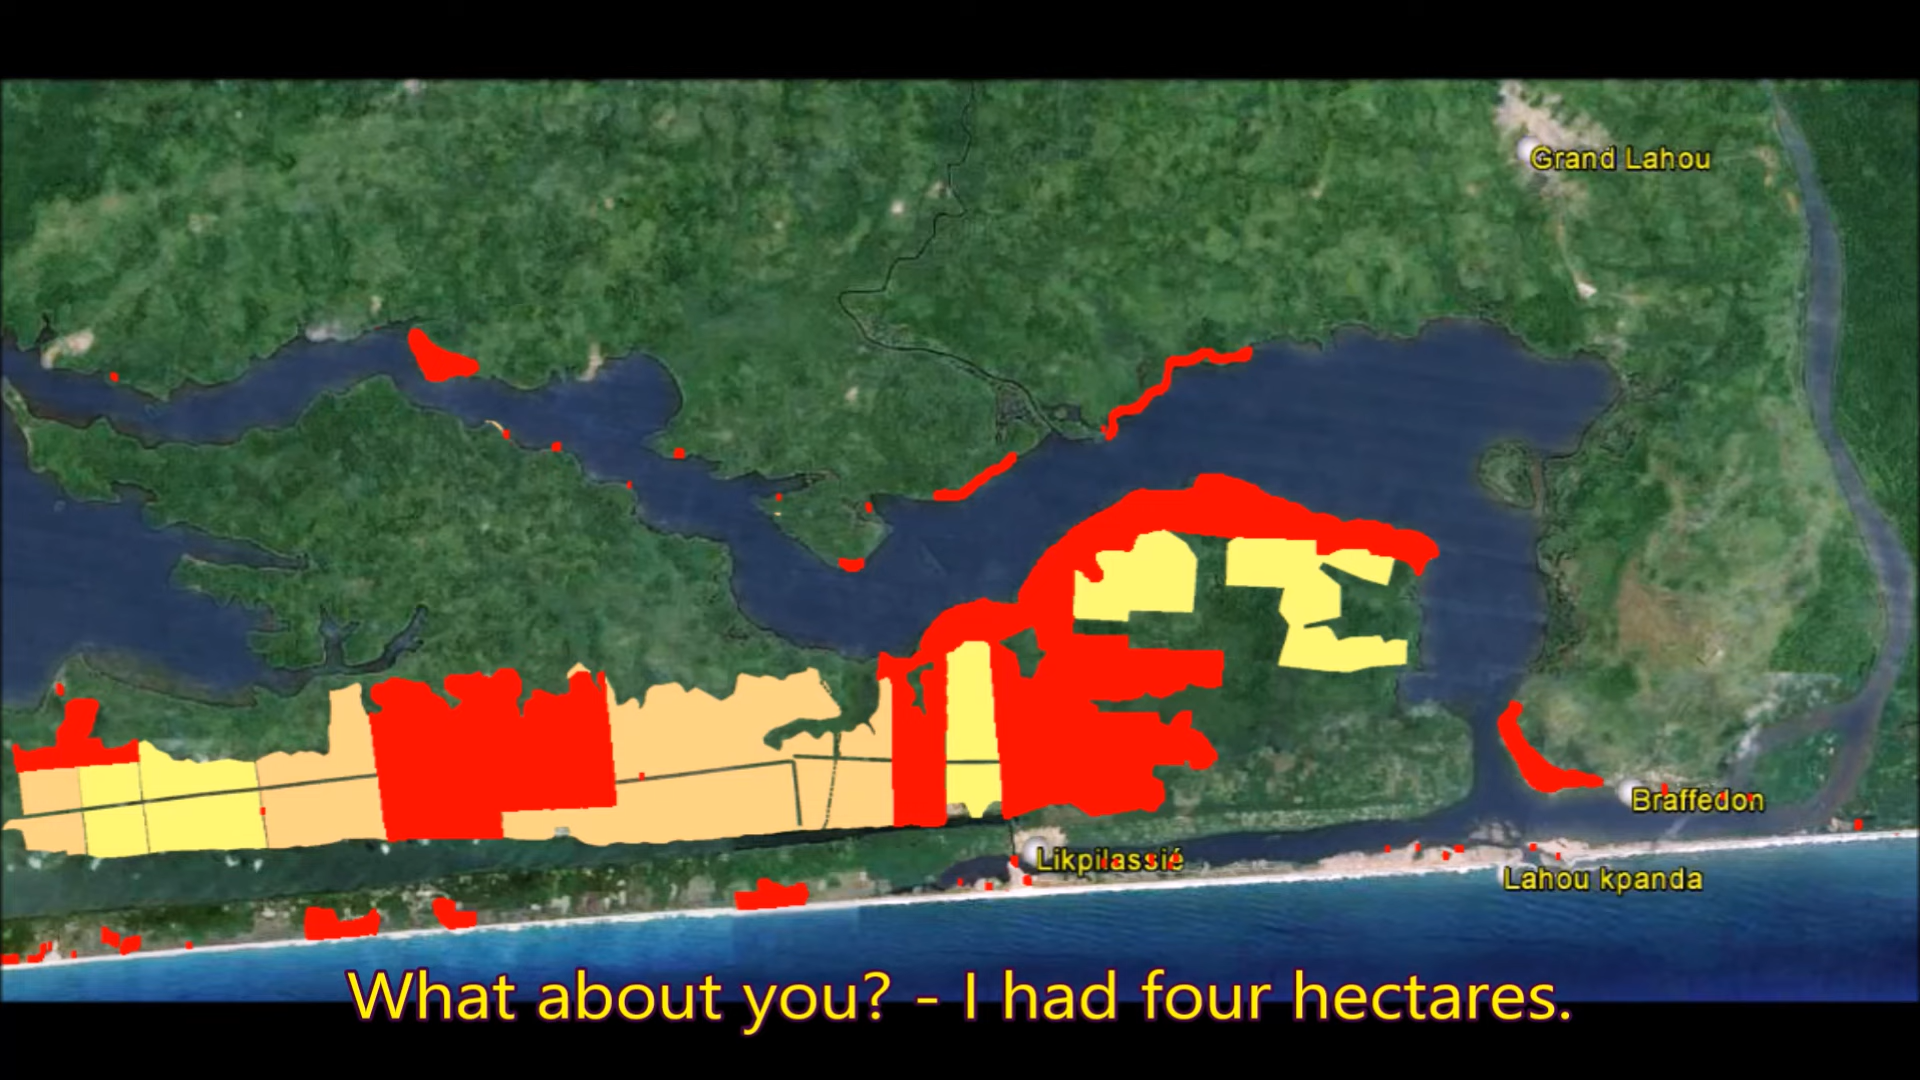 Grand Lahou
Braffedon
Likpilassié
Lahou kpanda
What about you? - I had four hectares.